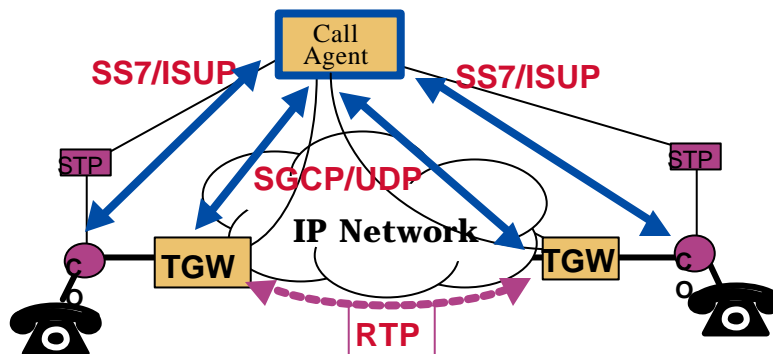 Call
Agent
SS7/ISUP
SS7/ISUP
STP
STP
SGCP/UDP
IP Network
TGW
TGW
C
O
C
O
RTP